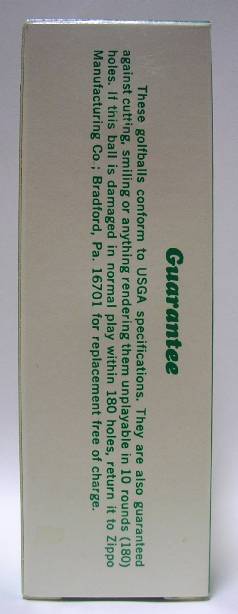 Guarantee
These golfballs conform to USGA specifications. They are also guaranteed
against cutting, smiling or anything rendering them unplayable in 10 rounds (180)
holes. If this ball is damaged in normal play within 180 holes, return it to Zippo
Manufacturing Co.; Bradford, Pa. 16701 for replacement free of charge.